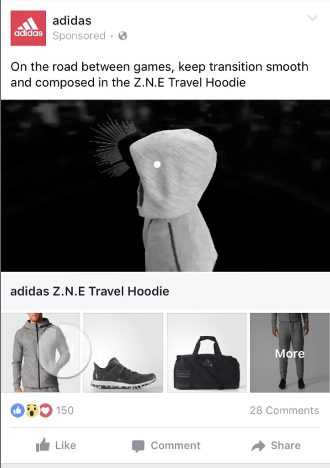 adidas
adidas
Sponsored ·
On the road between games, keep transition smooth
and composed in the Z.N.E Travel Hoodie
adidas Z.N.E Travel Hoodie
More
150
28 Comments
Like
Comment
Share